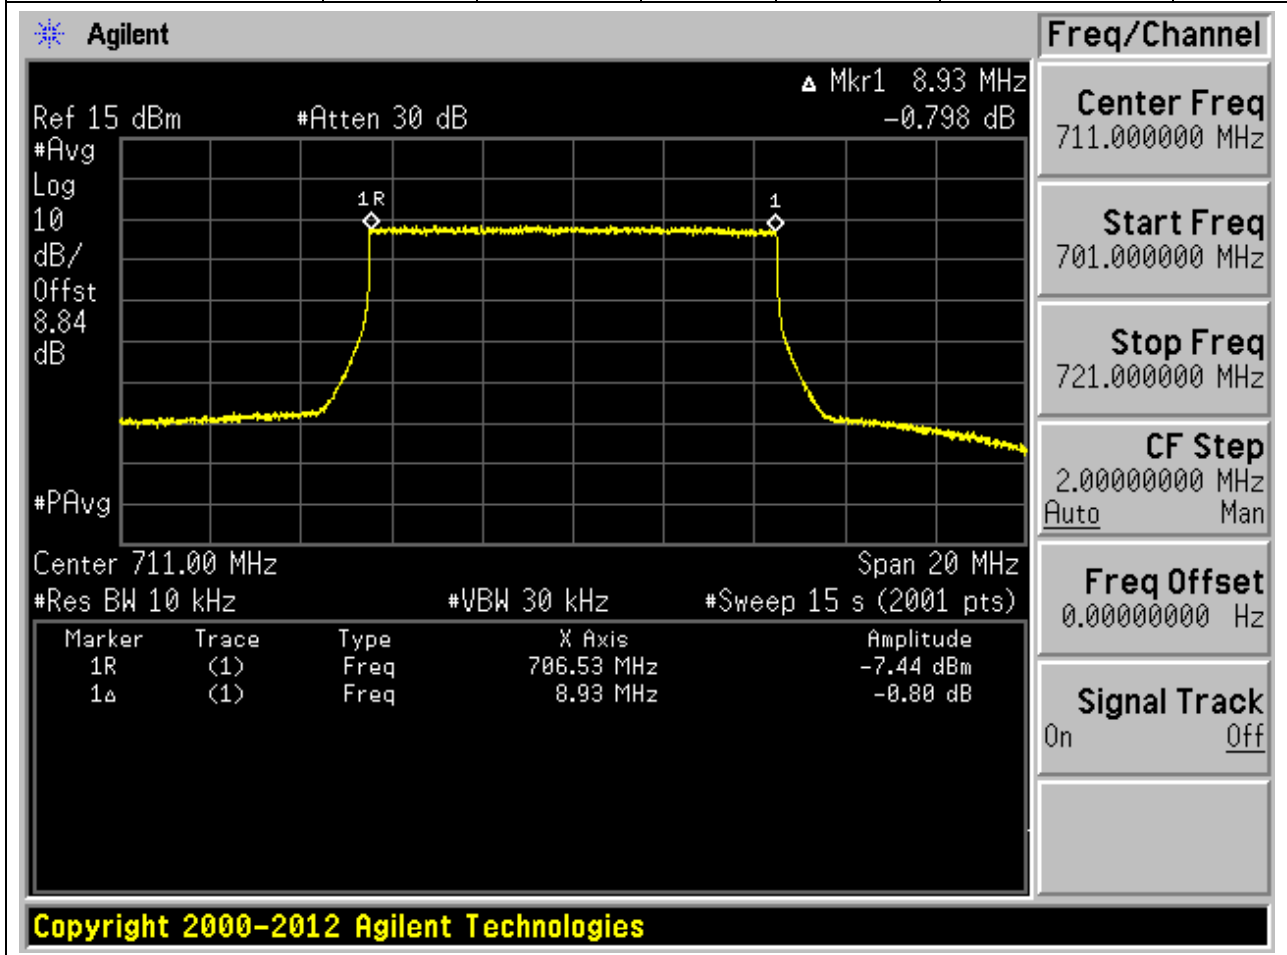 Agilent
Freq/Channel
Δ Mkr1 8.93 MHz
Ref 15 dBm #Atten 30 dB -0.798 dB
#Avg
Log
10
dB/
Offst
8.84
dB
1R
1
#PAvg
Center 711.00 MHz Span 20 MHz
#Res BW 10 kHz #VBW 30 kHz #Sweep 15 s (2001 pts)
Marker Trace Type X Axis Amplitude
1R (1) Freq 706.53 MHz -7.44 dBm
1Δ (1) Freq 8.93 MHz -0.80 dB
Center Freq
711.000000 MHz
Start Freq
701.000000 MHz
Stop Freq
721.000000 MHz
CF Step
2.00000000 MHz
Auto Man
Freq Offset
0.00000000 Hz
Signal Track
On Off
Copyright 2000-2012 Agilent Technologies